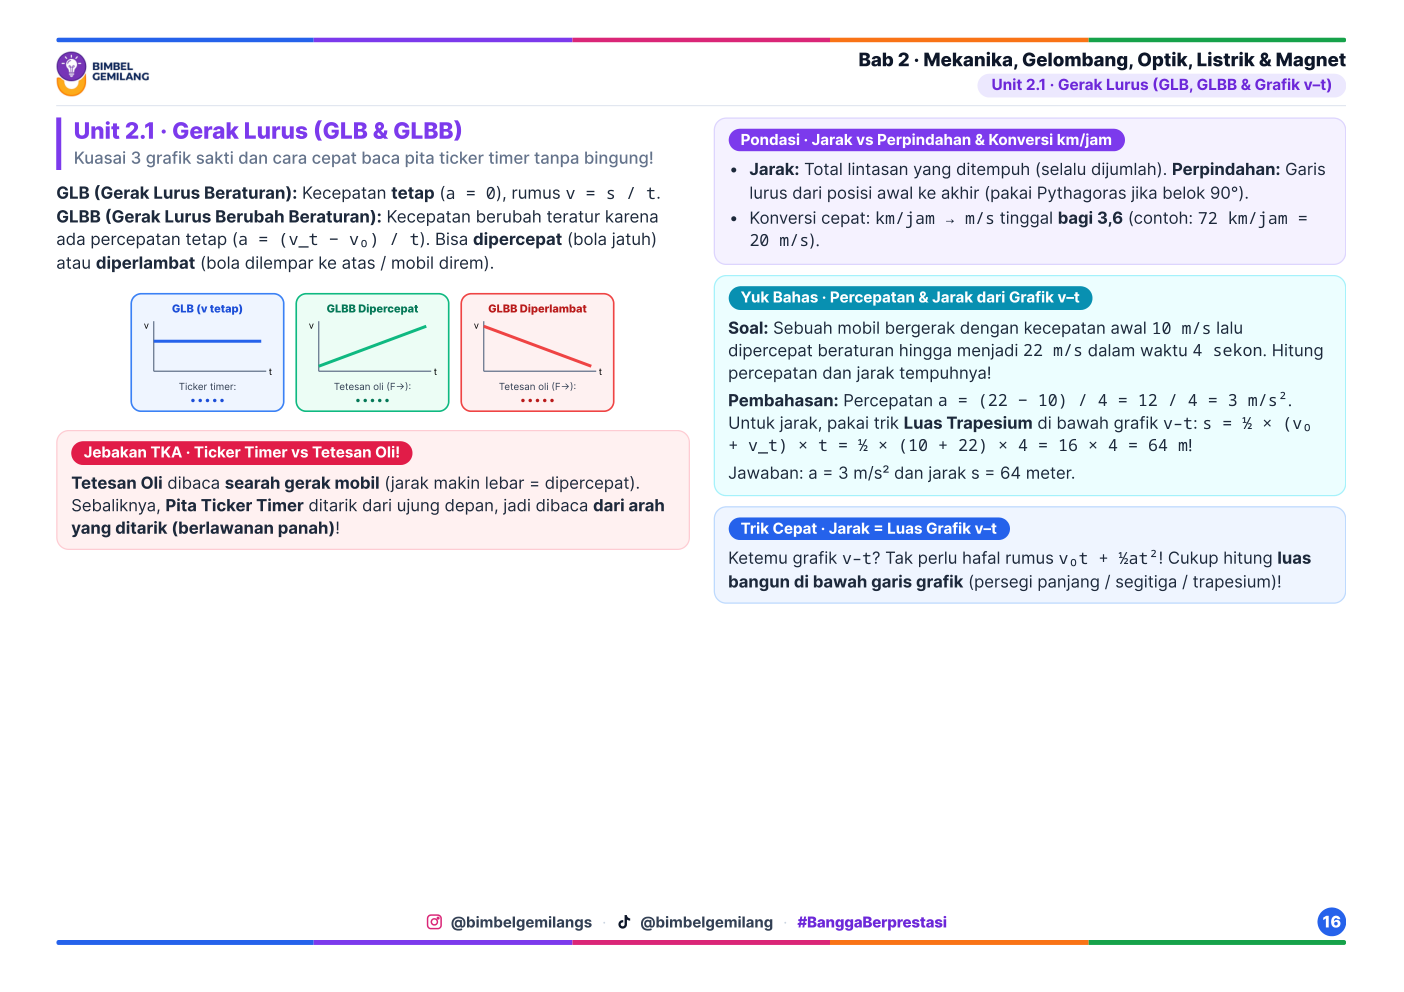 BIMBEL
GEMILANG
Bab 2 · Mekanika, Gelombang, Optik, Listrik & Magnet
Unit 2.1 · Gerak Lurus (GLB, GLBB & Grafik v–t)
Unit 2.1 · Gerak Lurus (GLB & GLBB)
Kuasai 3 grafik sakti dan cara cepat baca pita ticker timer tanpa bingung!
GLB (Gerak Lurus Beraturan): Kecepatan tetap (a = 0), rumus v = s / t.
GLBB (Gerak Lurus Berubah Beraturan): Kecepatan berubah teratur karena
ada percepatan tetap (a = (v_t − v₀) / t). Bisa dipercepat (bola jatuh)
atau diperlambat (bola dilempar ke atas / mobil direm).
GLB (v tetap)
v
t
Ticker timer:
GLBB Dipercepat
v
t
Tetesan oli (F→):
GLBB Diperlambat
v
t
Tetesan oli (F→):
Jebakan TKA · Ticker Timer vs Tetesan Oli!
Tetesan Oli dibaca searah gerak mobil (jarak makin lebar = dipercepat).
Sebaliknya, Pita Ticker Timer ditarik dari ujung depan, jadi dibaca dari arah
yang ditarik (berlawanan panah)!
Pondasi · Jarak vs Perpindahan & Konversi km/jam
• Jarak: Total lintasan yang ditempuh (selalu dijumlah). Perpindahan: Garis
lurus dari posisi awal ke akhir (pakai Pythagoras jika belok 90°).
• Konversi cepat: km/jam → m/s tinggal bagi 3,6 (contoh: 72 km/jam =
20 m/s).
Yuk Bahas · Percepatan & Jarak dari Grafik v–t
Soal: Sebuah mobil bergerak dengan kecepatan awal 10 m/s lalu
dipercepat beraturan hingga menjadi 22 m/s dalam waktu 4 sekon. Hitung
percepatan dan jarak tempuhnya!
Pembahasan: Percepatan a = (22 − 10) / 4 = 12 / 4 = 3 m/s².
Untuk jarak, pakai trik Luas Trapesium di bawah grafik v–t: s = ½ × (v₀
+ v_t) × t = ½ × (10 + 22) × 4 = 16 × 4 = 64 m!
Jawaban: a = 3 m/s² dan jarak s = 64 meter.
Trik Cepat · Jarak = Luas Grafik v–t
Ketemu grafik v–t? Tak perlu hafal rumus v₀t + ½at²! Cukup hitung luas
bangun di bawah garis grafik (persegi panjang / segitiga / trapesium)!
@bimbelgemilangs · @bimbelgemilang · #BanggaBerprestasi
16